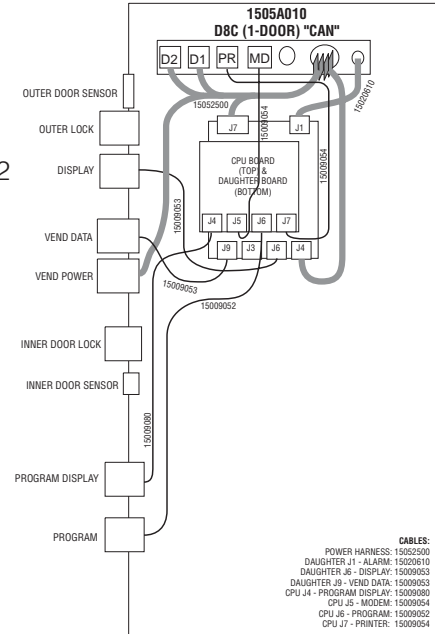 1505A010
D8C (1-DOOR) "CAN"
D2
D1
PR
MD
OUTER DOOR SENSOR
15052500
15009054
15020610
OUTER LOCK
J7
J1
2
DISPLAY
CPU BOARD
(TOP) &
DAUGHTER BOARD
(BOTTOM)
15009054
15009053
J4
J5
J6
J7
VEND DATA
J9
J3
J6
J4
VEND POWER
15009053
15009052
INNER DOOR LOCK
INNER DOOR SENSOR
15009080
PROGRAM DISPLAY
PROGRAM
CABLES:
POWER HARNESS: 15052500
DAUGHTER J1 - ALARM: 15020610
DAUGHTER J6 - DISPLAY: 15009053
DAUGHTER J9 - VEND DATA: 15009053
CPU J4 - PROGRAM DISPLAY: 15009080
CPU J5 - MODEM: 15009054
CPU J6 - PROGRAM: 15009052
CPU J7 - PRINTER: 15009054